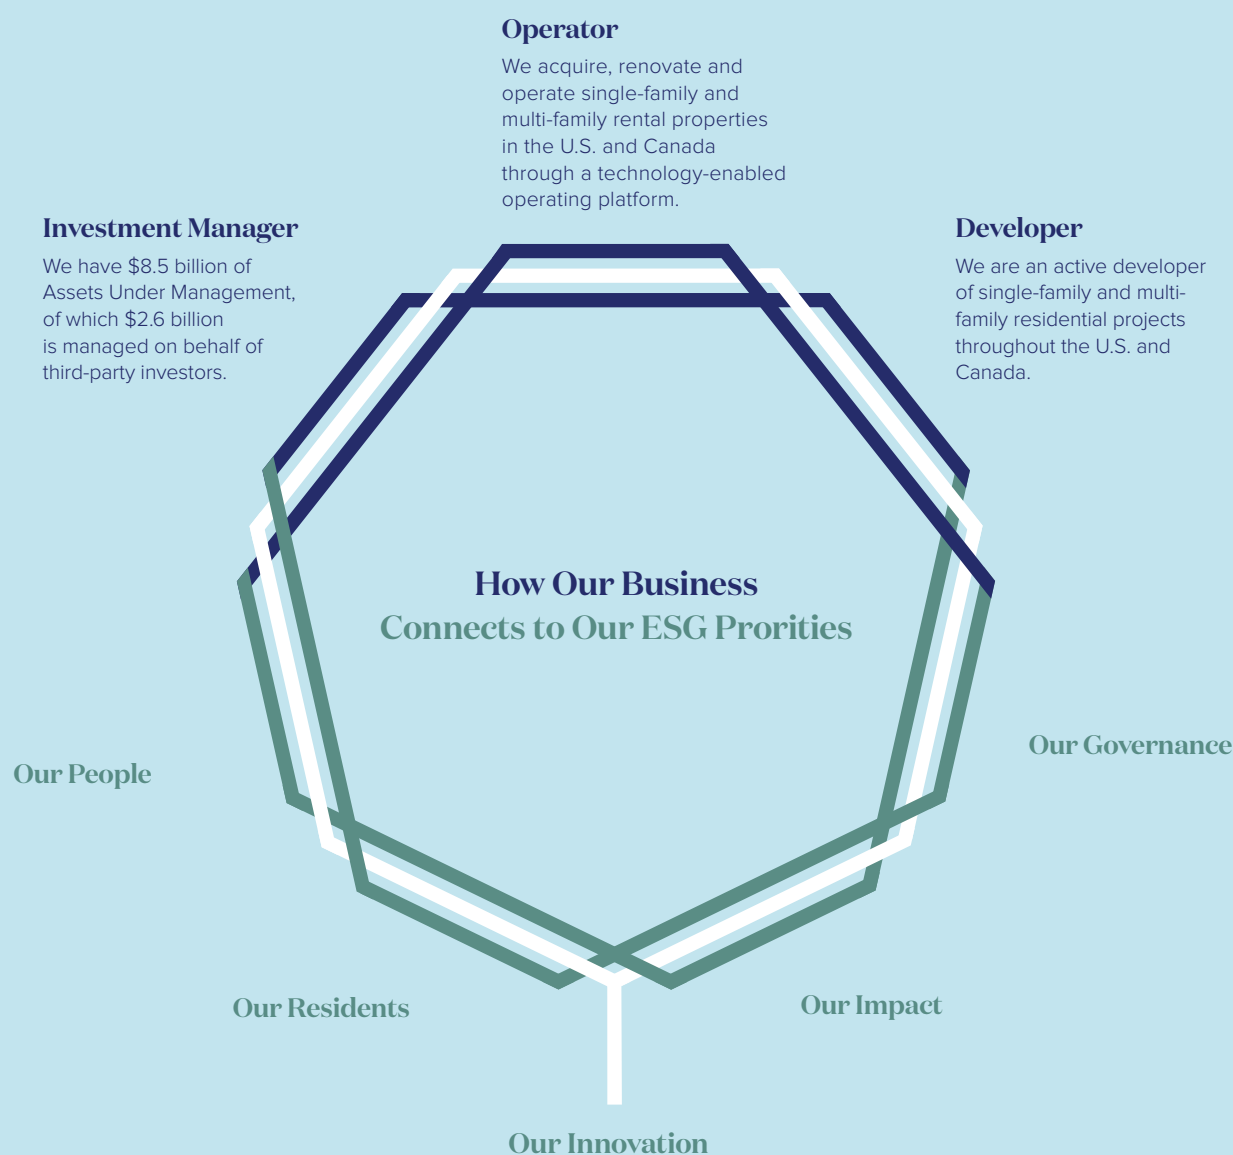 Operator
We acquire, renovate and
operate single-family and
multi-family rental properties
in the U.S. and Canada
through a technology-enabled
operating platform.
Investment Manager
We have $8.5 billion of
Assets Under Management,
of which $2.6 billion
is managed on behalf of
third-party investors.
Developer
We are an active developer
of single-family and multi-
family residential projects
throughout the U.S. and
Canada.
How Our Business
Connects to Our ESG Prorities
Our Governance
Our People
Our Residents
Our Impact
Our Innovation